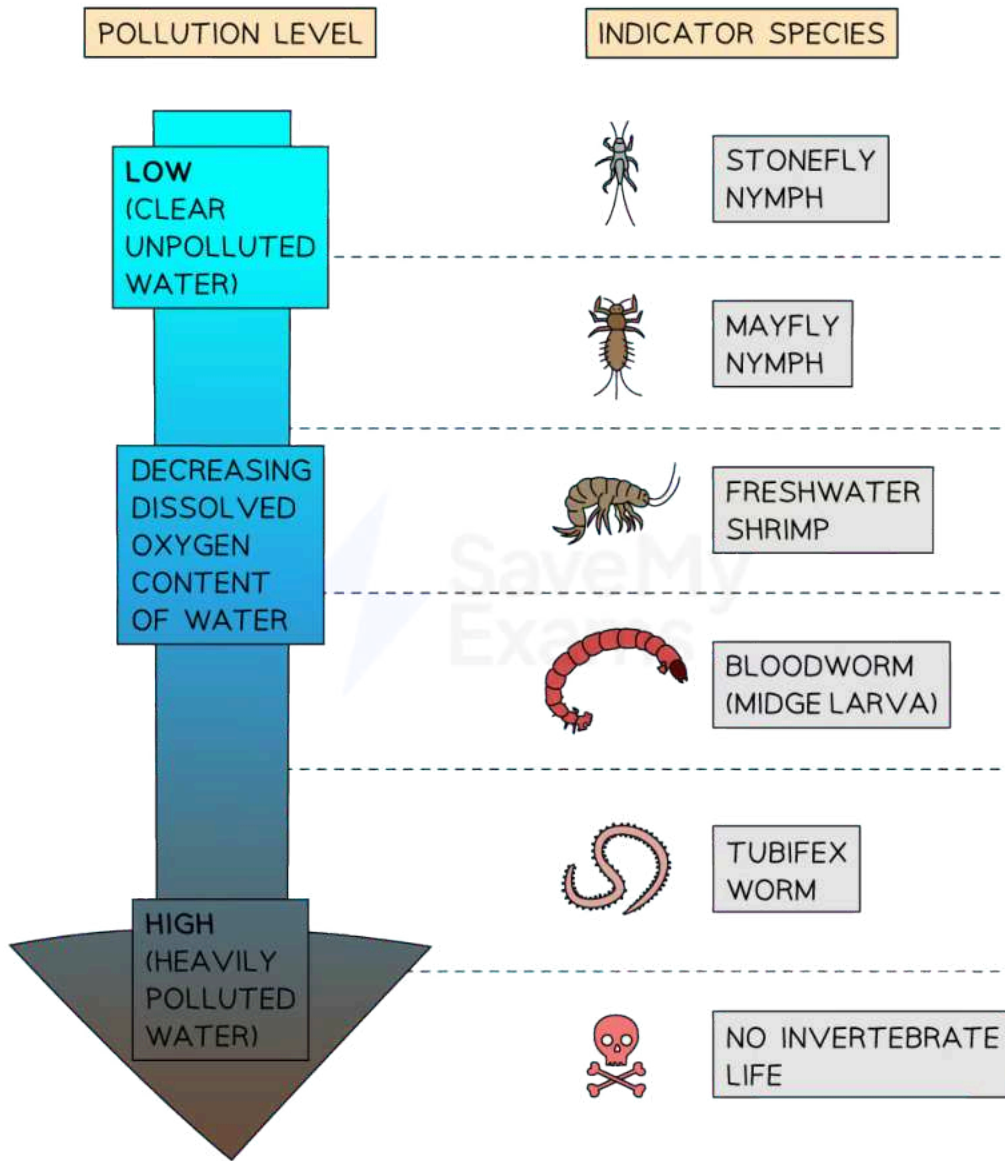 POLLUTION LEVEL
INDICATOR SPECIES
LOW
(CLEAR
UNPOLLUTED
WATER)
STONEFLY
NYMPH
MAYFLY
NYMPH
DECREASING
DISSOLVED
OXYGEN
CONTENT
OF WATER
FRESHWATER
SHRIMP
SaveMy
Exams
BLOODWORM
(MIDGE LARVA)
TUBIFEX
WORM
HIGH
(HEAVILY
POLLUTED
WATER)
NO INVERTEBRATE
LIFE